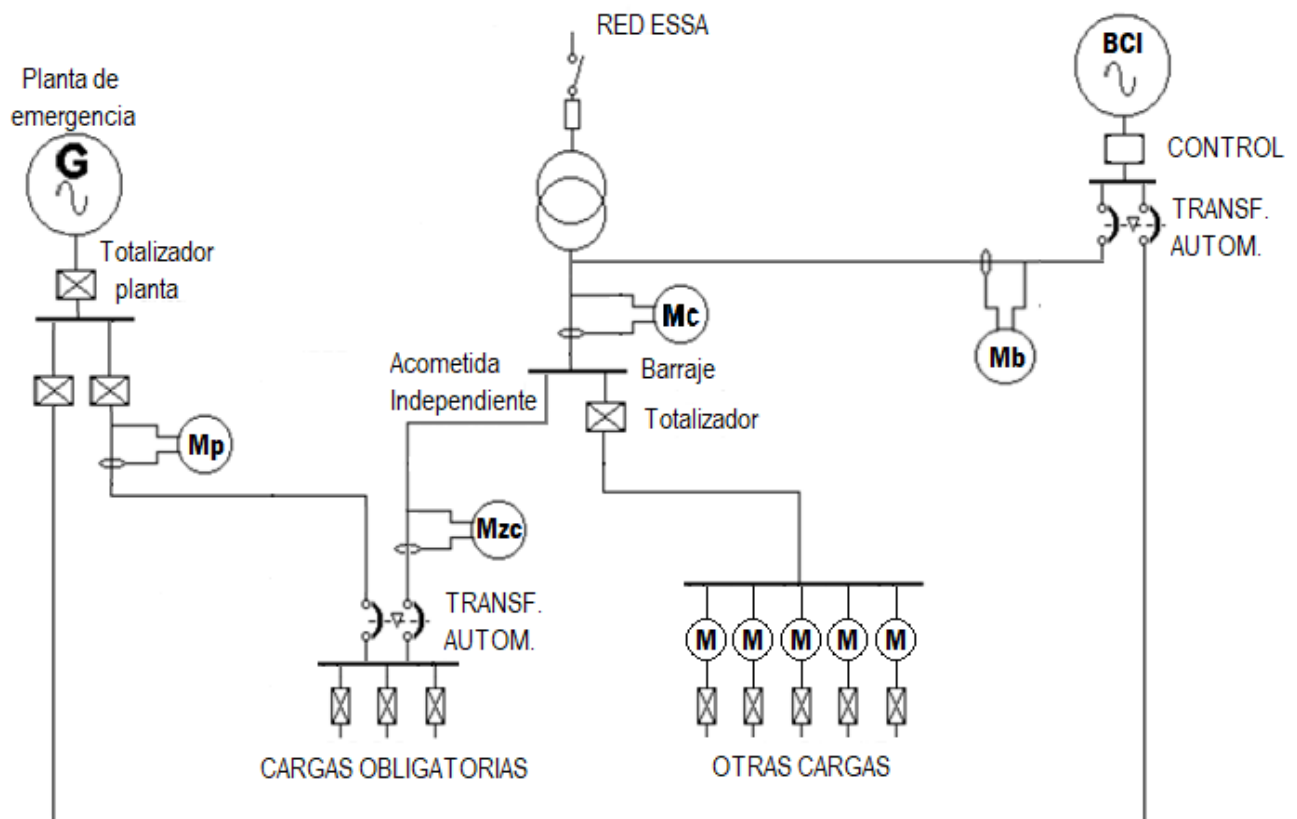 RED ESSA
BCI
Planta de
emergencia
G
CONTROL
TRANSF.
AUTOM.
Totalizador
planta
Mc
Mb
Acometida
Independiente
Barraje
Totalizador
Mp
Mzc
TRANSF.
AUTOM.
M M M M M
CARGAS OBLIGATORIAS
OTRAS CARGAS